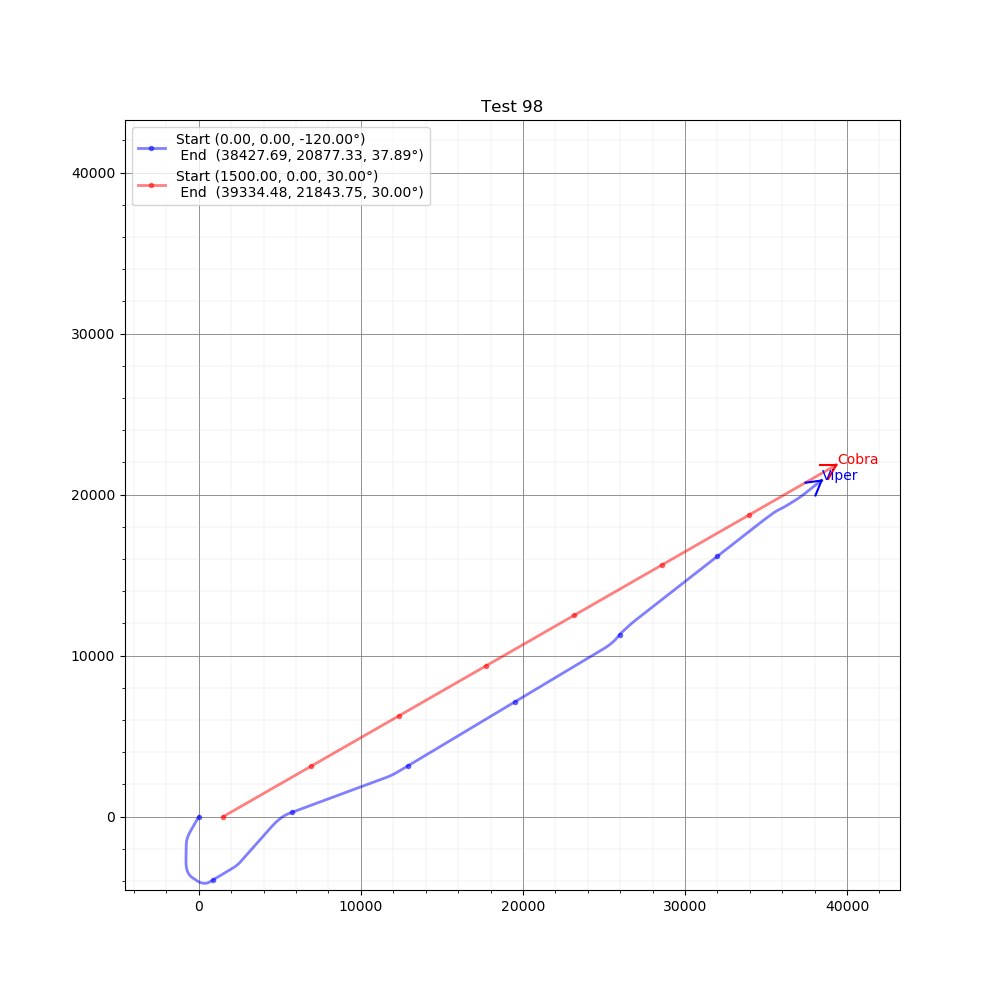 Test 98
Start (0.00, 0.00, -120.00°)
End  (38427.69, 20877.33, 37.89°)
Start (1500.00, 0.00, 30.00°)
End  (39334.48, 21843.75, 30.00°)
40000
30000
20000
10000
0
Cobra
Viper
0
10000
20000
30000
40000